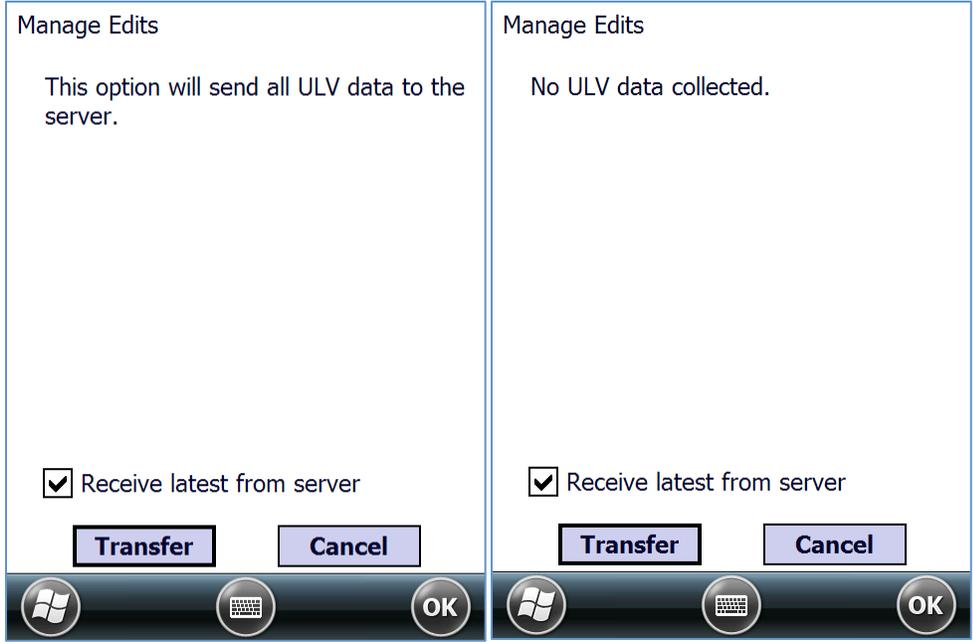 Manage Edits
This option will send all ULV data to the
server.
Receive latest from server
Transfer
Cancel
OK
Manage Edits
No ULV data collected.
Receive latest from server
Transfer
Cancel
OK